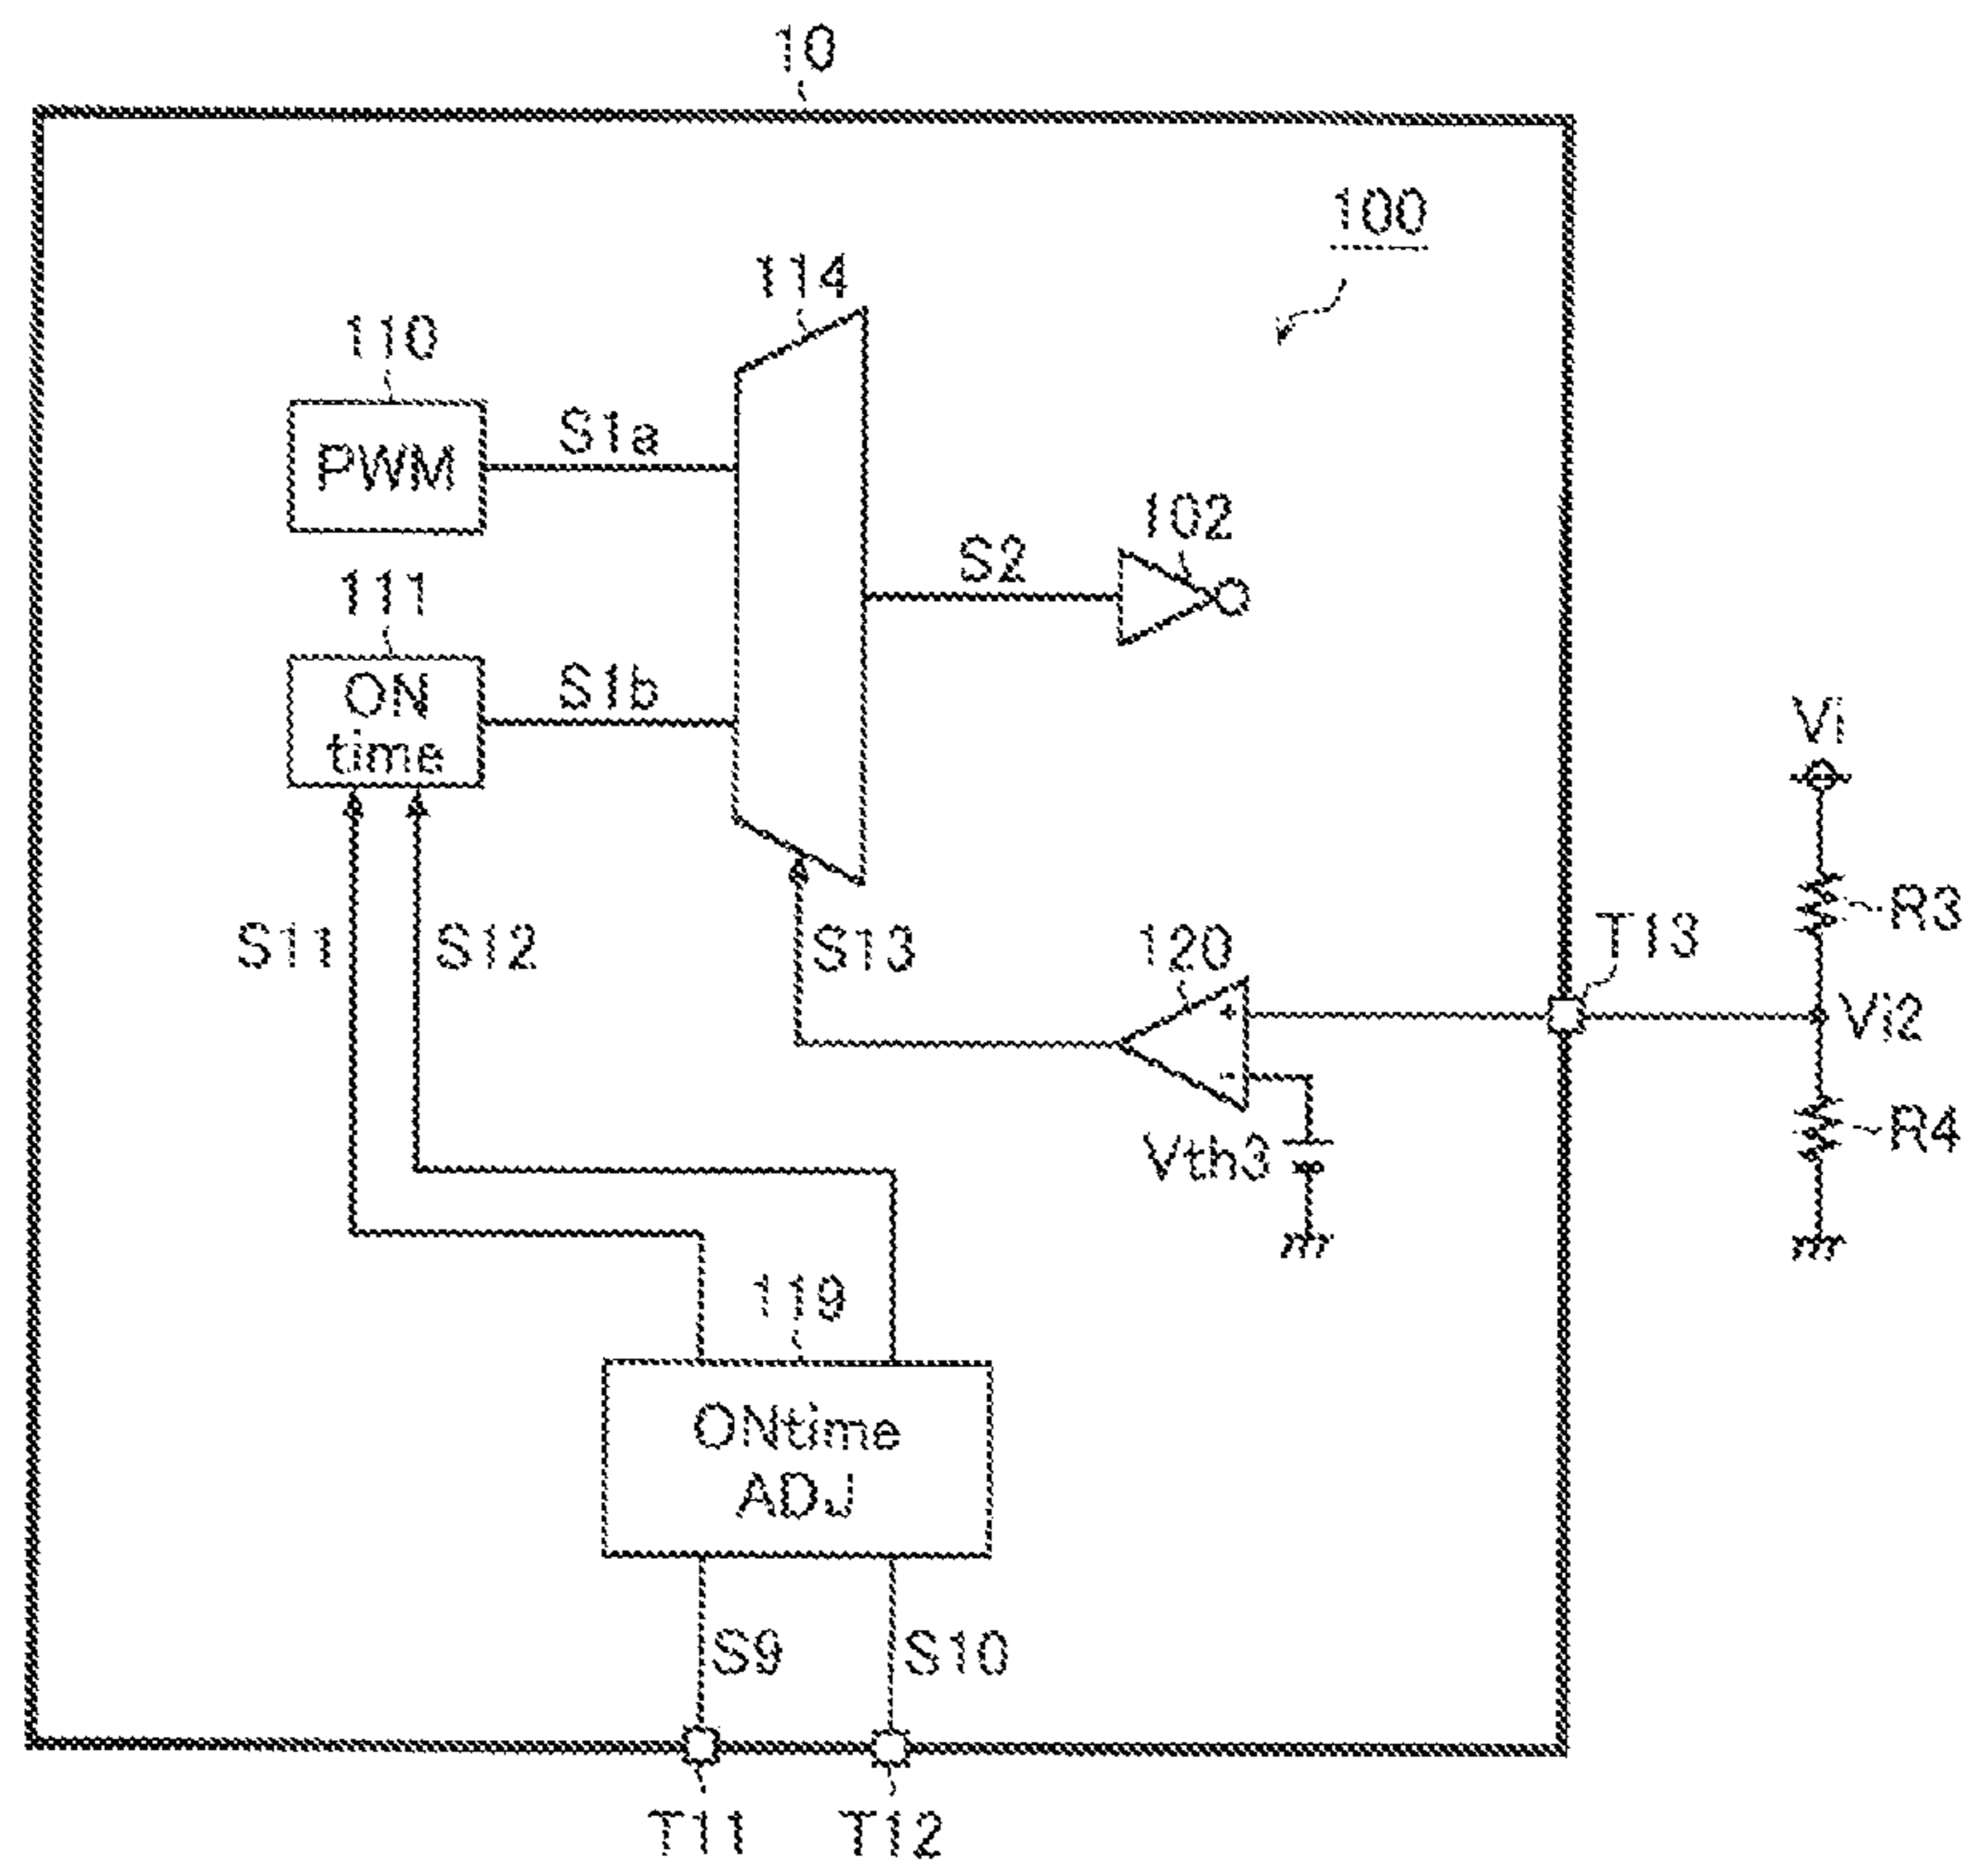 10
100
114
110
PWM
S1a
102
S2
111
ON
time
S1b
Vi
R3
T13
S11
S12
S13
120
+
Vi2
-
Vth3
R4
119
ONtime
ADJ
S9
S10
T11
T12